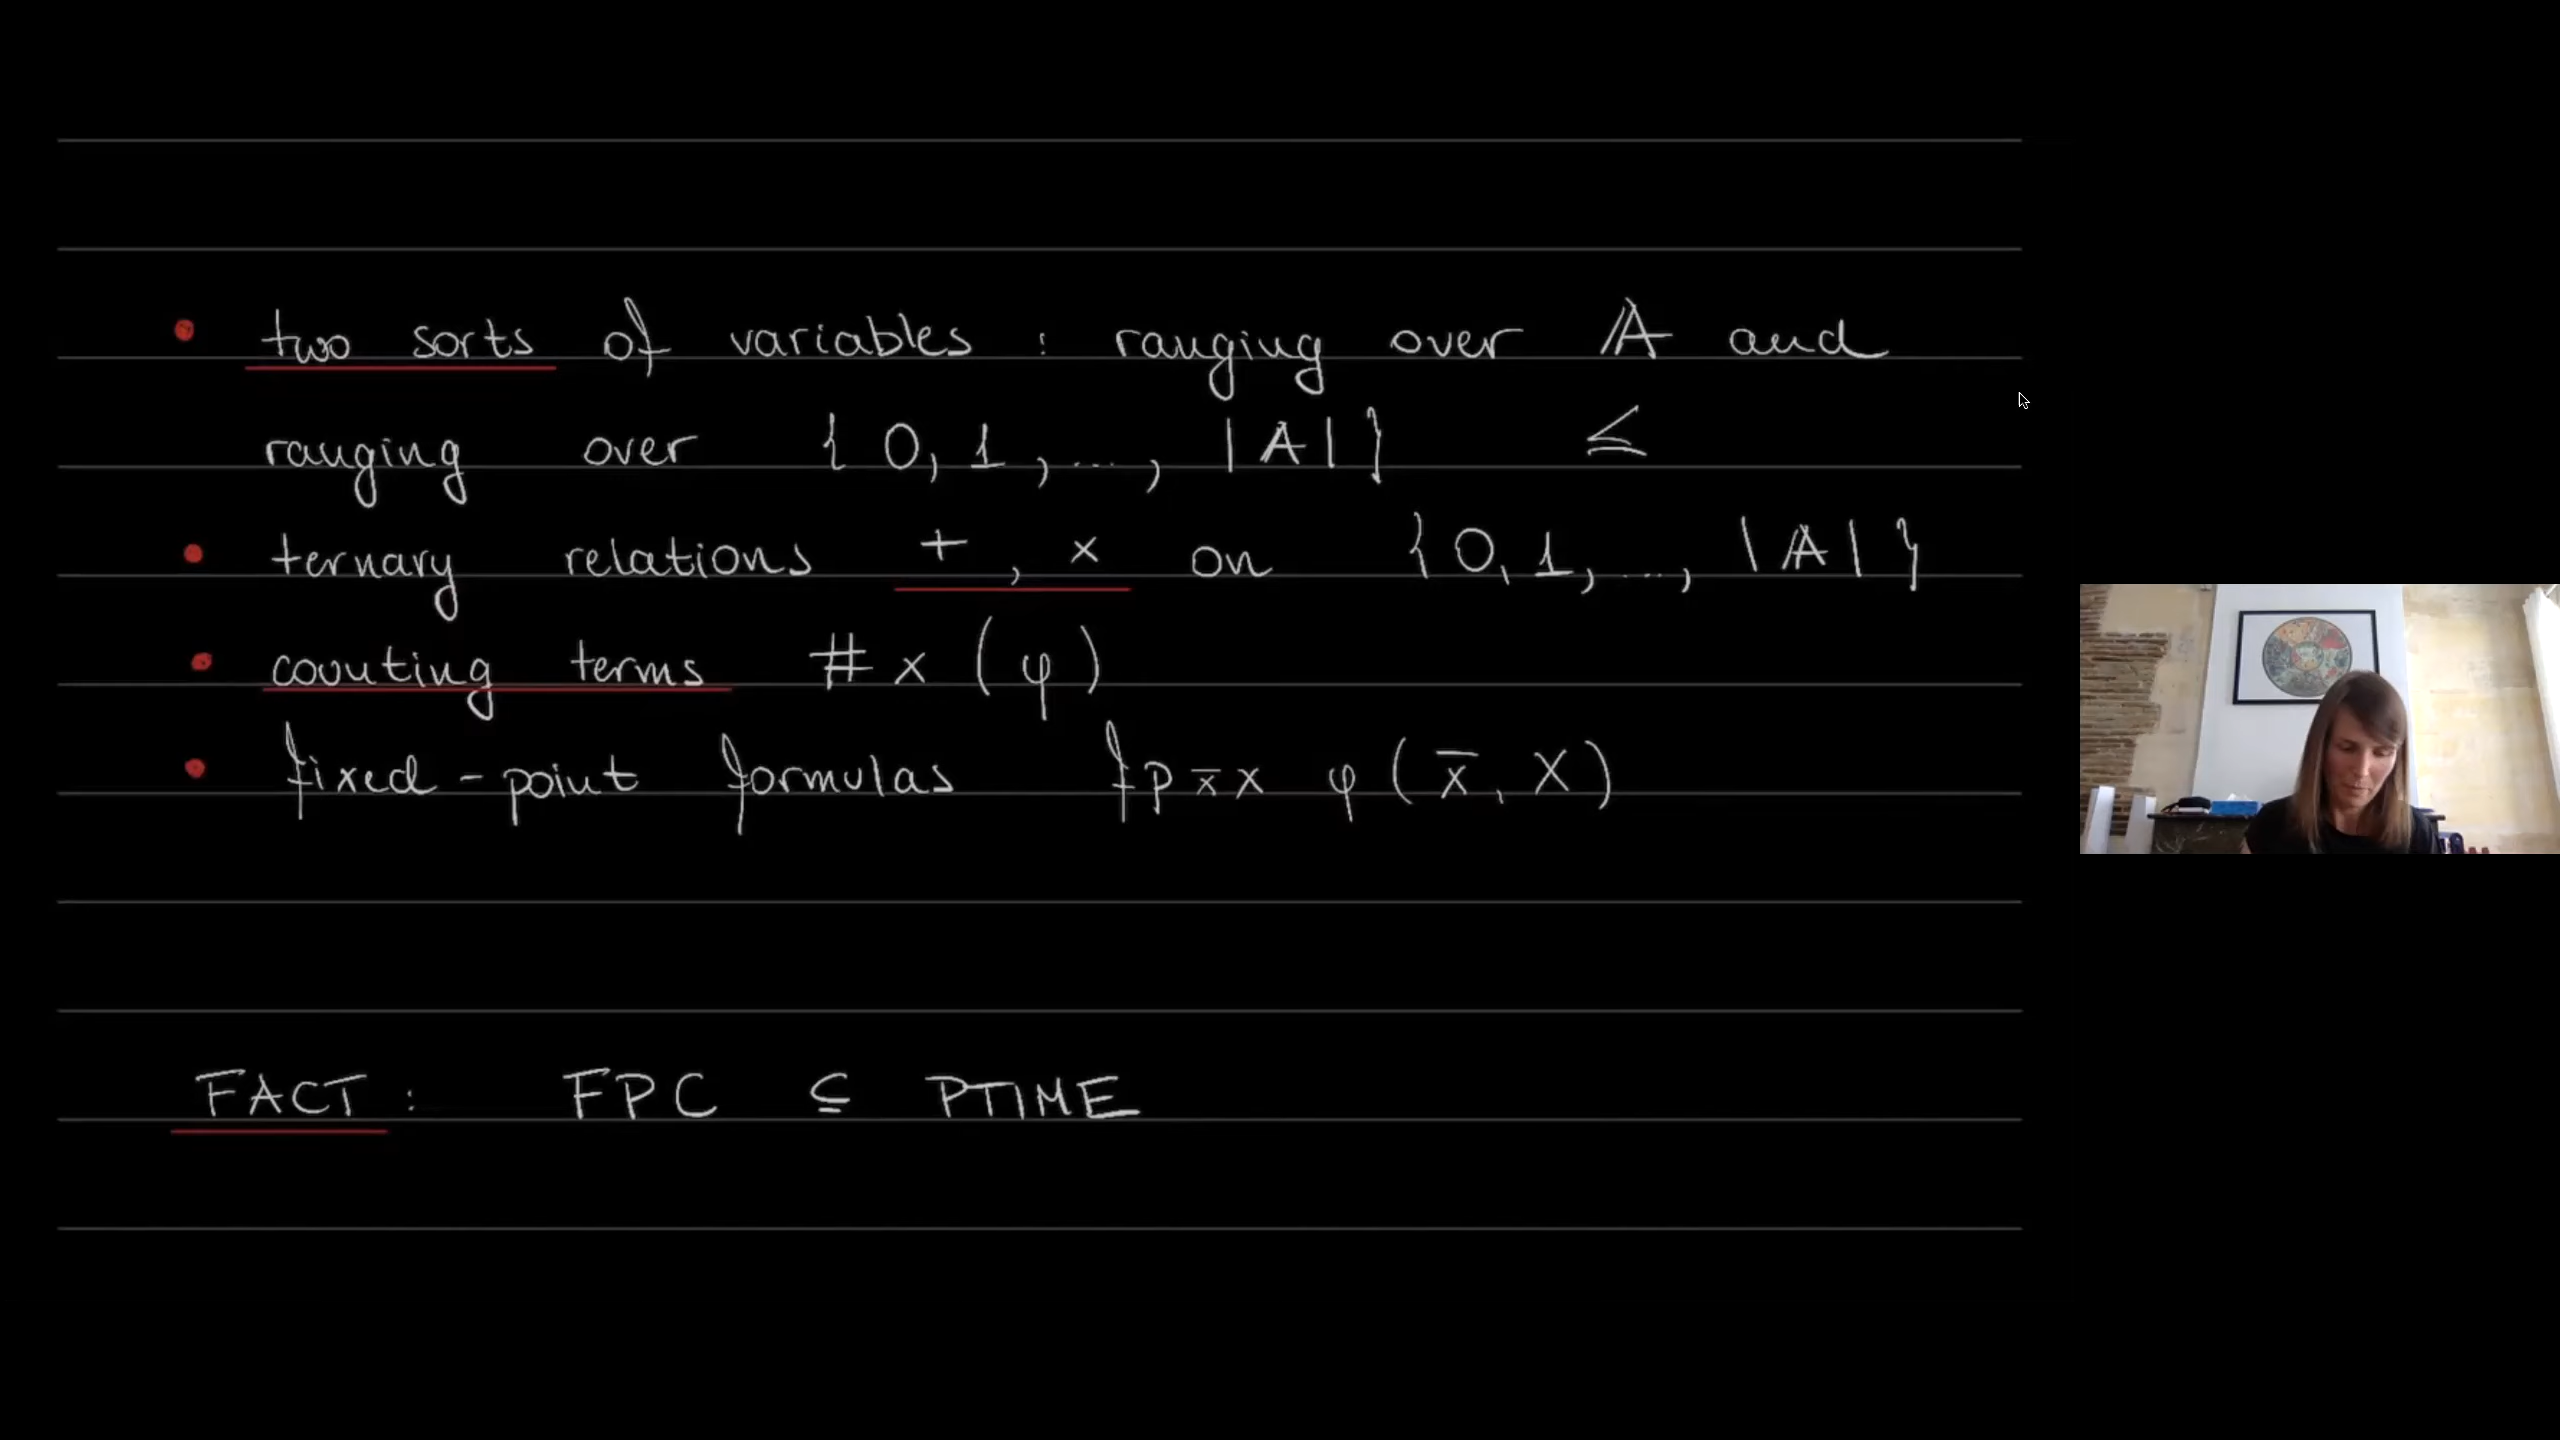 • two sorts of variables : ranging over 𝔸 and
ranging over { 0, 1, ..., |A| } ≤
• ternary relations +, × on { 0, 1, ..., |A| }
• counting terms # x ( φ )
• fixed-point formulas fp x̄ X φ ( x̄, X )
FACT : FPC ⊆ PTIME